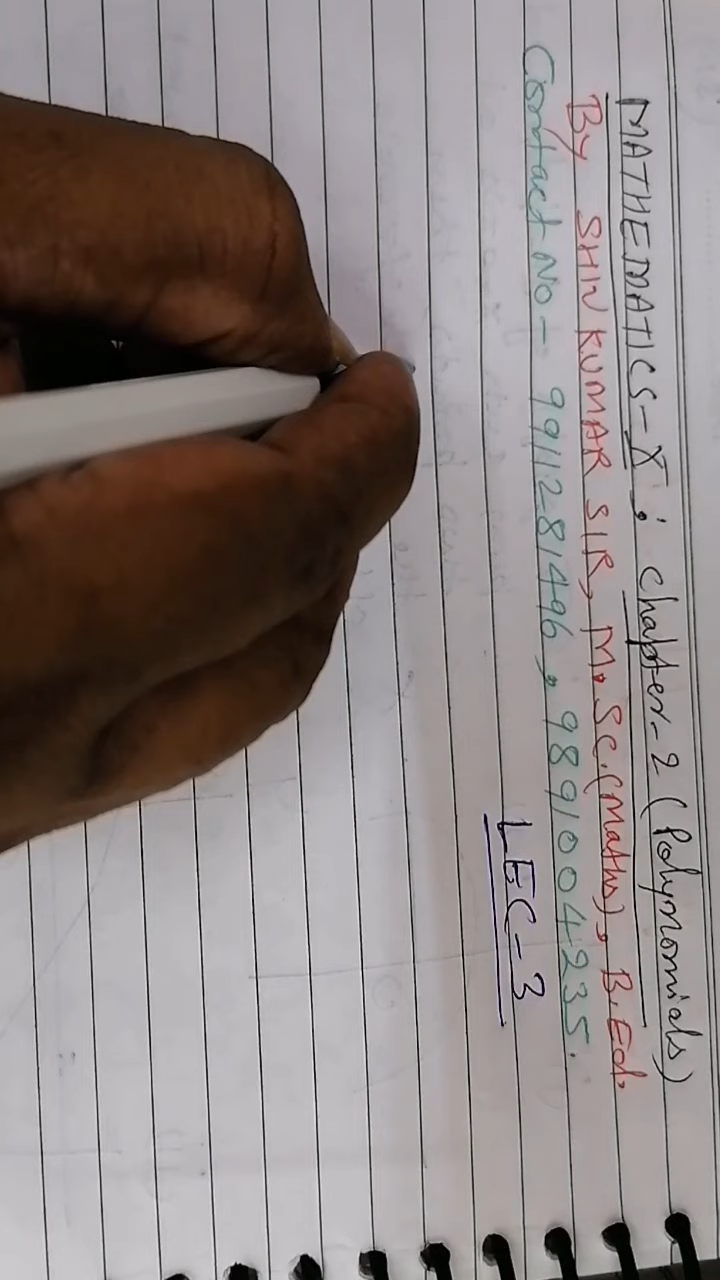 MATHEMATICS-X : Chapter-2 (Polynomials)
By SHIV KUMAR SIR, M.Sc.(Maths), B.Ed.
Contact No- 9911281496, 9891004235.
LEC-3